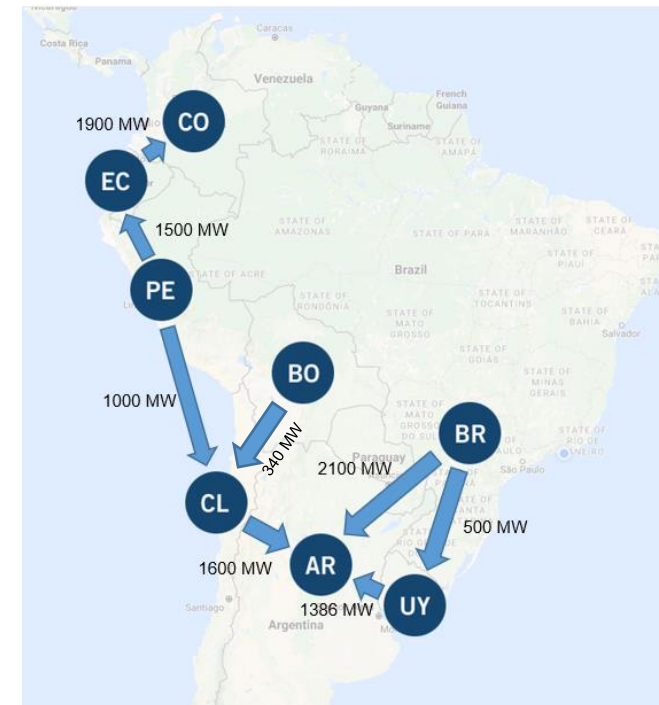 Nicaragua
Caracas
Costa Rica
Panama
Venezuela
1900 MW
CO
Guyana
French
Guiana
Suriname
STATE OF
RORAIMA
STATE OF
AMAPÁ
EC
1500 MW
STATE OF
AMAZONAS
STATE OF PARÁ
STATE OF
MARANHÃO
STATE OF
CEARÁ
STATE OF
PIAUÍ
PE
STATE OF ACRE
Brazil
STATE OF
RONDÔNIA
STATE OF
TOCANTINS
STATE OF
MATO
GROSSO
STATE OF
BAHIA
Salvador
STATE OF
GOIÁS
BO
STATE OF
MINAS
GERAIS
1000 MW
340 MW
STATE OF
MATO
GROSSO
DO SUL
BR
STATE OF
São Paulo
Paraguay
2100 MW
CL
500 MW
1600 MW
AR
1386 MW
UY
Santiago
Argentina